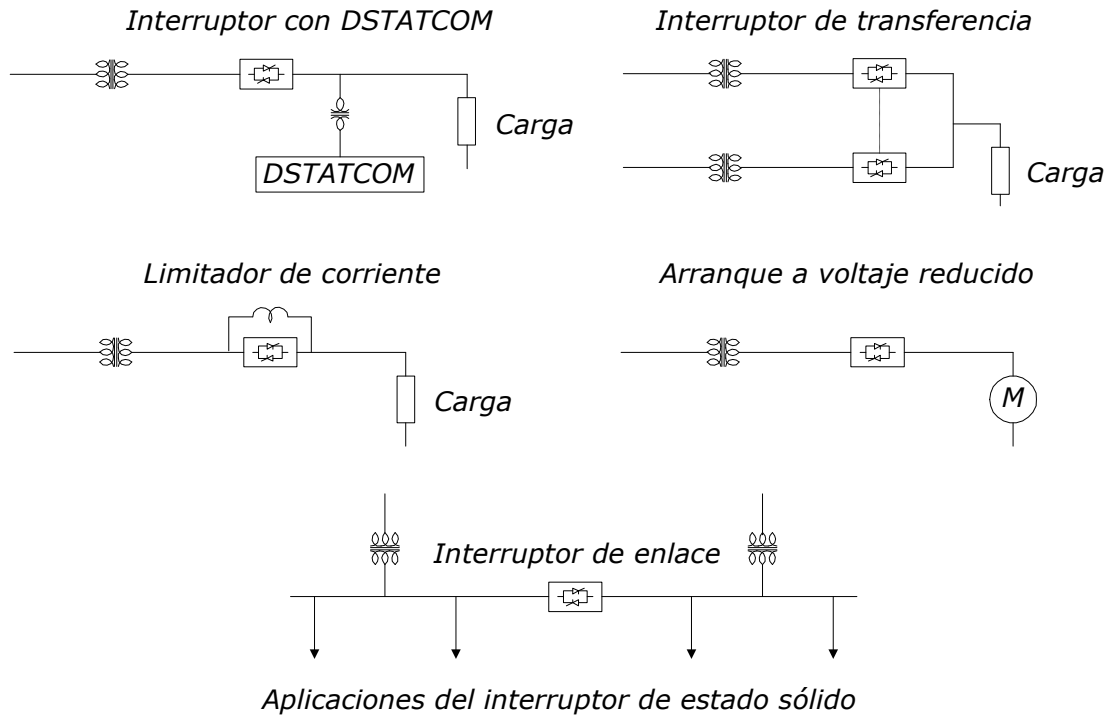 Interruptor con DSTATCOM
Interruptor de transferencia
Carga
DSTATCOM
Carga
Limitador de corriente
Arranque a voltaje reducido
Carga
M
Interruptor de enlace
Aplicaciones del interruptor de estado sólido